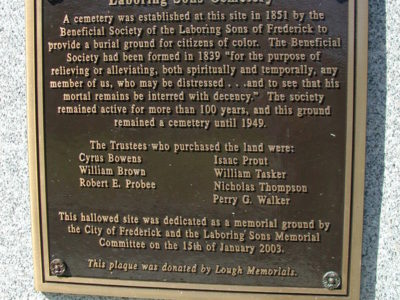 Laboring Sons Cemetery
A cemetery was established at this site in 1851 by the
Beneficial Society of the Laboring Sons of Frederick to
provide a burial ground for citizens of color. The Beneficial
Society had been formed in 1839 "for the purpose of
relieving or alleviating, both spiritually and temporally, any
member of us, who may be distressed . . .and to see that his
mortal remains be interred with decency." The society
remained active for more than 100 years, and this ground
remained a cemetery until 1949.
The Trustees who purchased the land were:
Cyrus Bowens
William Brown
Robert E. Probee
Isaac Prout
William Tasker
Nicholas Thompson
Perry G. Walker
This hallowed site was dedicated as a memorial ground by
the City of Frederick and the Laboring Sons Memorial
Committee on the 15th of January 2003.
This plaque was donated by Lough Memorials.